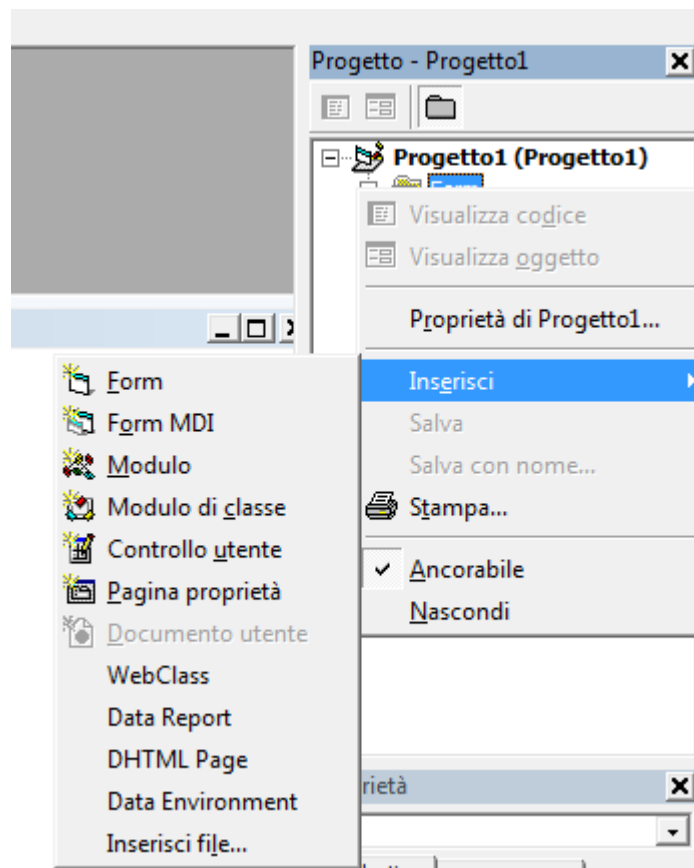 Progetto - Progetto1
Progetto1 (Progetto1)
Form
Visualizza codice
Visualizza oggetto
Proprietà di Progetto1...
Inserisci
Salva
Salva con nome...
Stampa...
Ancorabile
Nascondi
Form
Form MDI
Modulo
Modulo di classe
Controllo utente
Pagina proprietà
Documento utente
WebClass
Data Report
DHTML Page
Data Environment
Inserisci file...
rietà